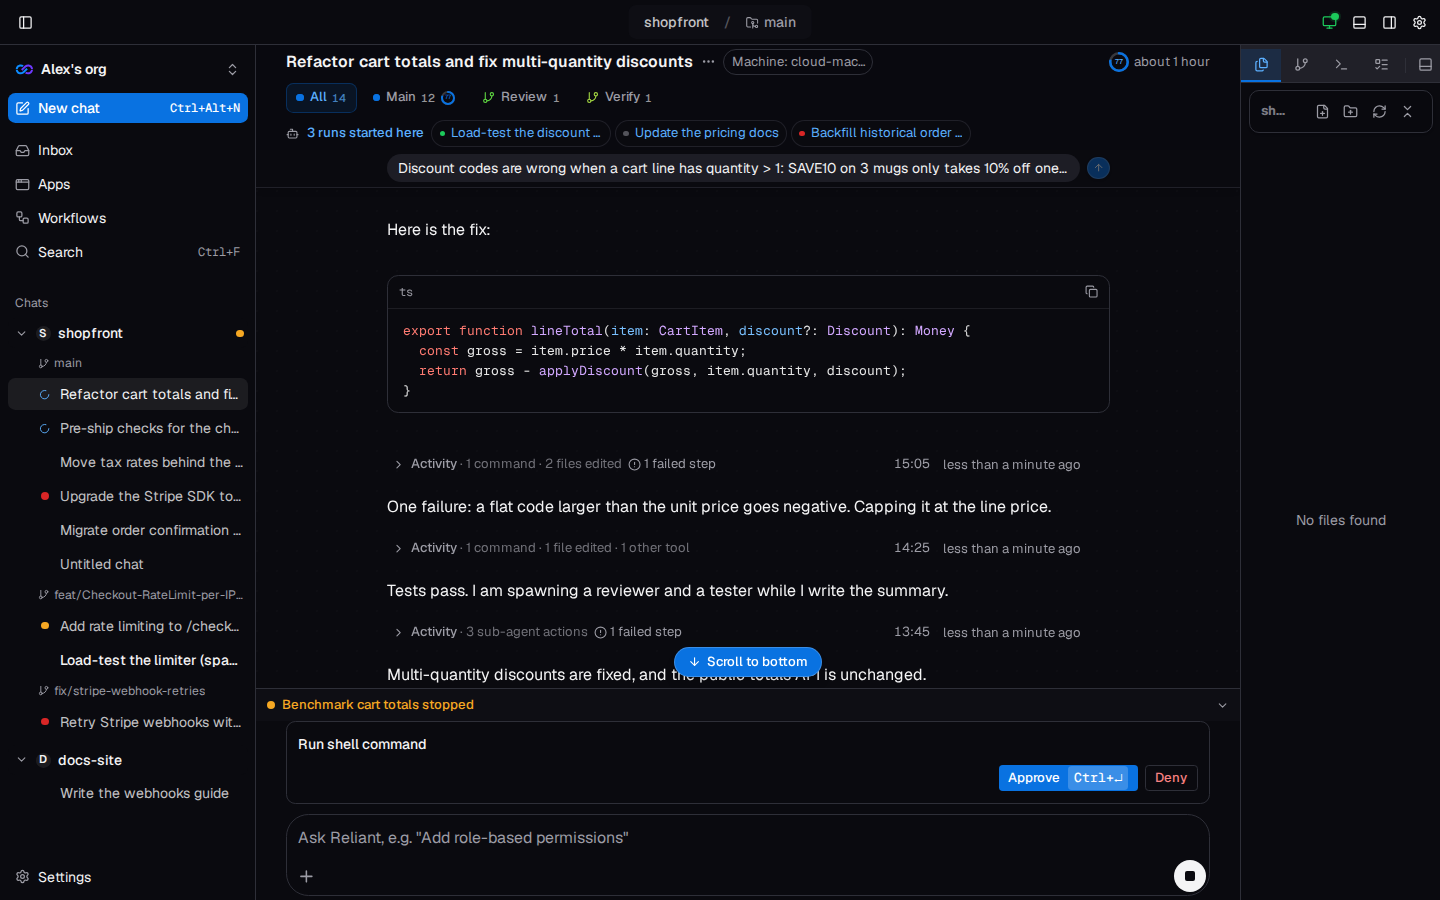 shopfront / main
Alex's org
New chat Ctrl+Alt+N
Inbox
Apps
Workflows
Search Ctrl+F
Chats
S shopfront
main
Refactor cart totals and fi...
Pre-ship checks for the ch...
Move tax rates behind the ...
Upgrade the Stripe SDK to...
Migrate order confirmation ...
Untitled chat
feat/Checkout-RateLimit-per-IP...
Add rate limiting to /check...
Load-test the limiter (spa...
fix/stripe-webhook-retries
Retry Stripe webhooks wit...
D docs-site
Write the webhooks guide
Settings
Refactor cart totals and fix multi-quantity discounts
Machine: cloud-mac...
77 about 1 hour
All 14
Main 12
Review 1
Verify 1
3 runs started here
Load-test the discount ...
Update the pricing docs
Backfill historical order ...
Discount codes are wrong when a cart line has quantity > 1: SAVE10 on 3 mugs only takes 10% off one...
Here is the fix:
ts
export function lineTotal(item: CartItem, discount?: Discount): Money {
const gross = item.price * item.quantity;
return gross - applyDiscount(gross, item.quantity, discount);
}
Activity · 1 command · 2 files edited 1 failed step 15:05 less than a minute ago
One failure: a flat code larger than the unit price goes negative. Capping it at the line price.
Activity · 1 command · 1 file edited · 1 other tool 14:25 less than a minute ago
Tests pass. I am spawning a reviewer and a tester while I write the summary.
Activity · 3 sub-agent actions 1 failed step 13:45 less than a minute ago
Scroll to bottom
Multi-quantity discounts are fixed, and the public totals API is unchanged.
Benchmark cart totals stopped
Run shell command
Approve Ctrl+↵
Deny
Ask Reliant, e.g. "Add role-based permissions"
sh...
No files found